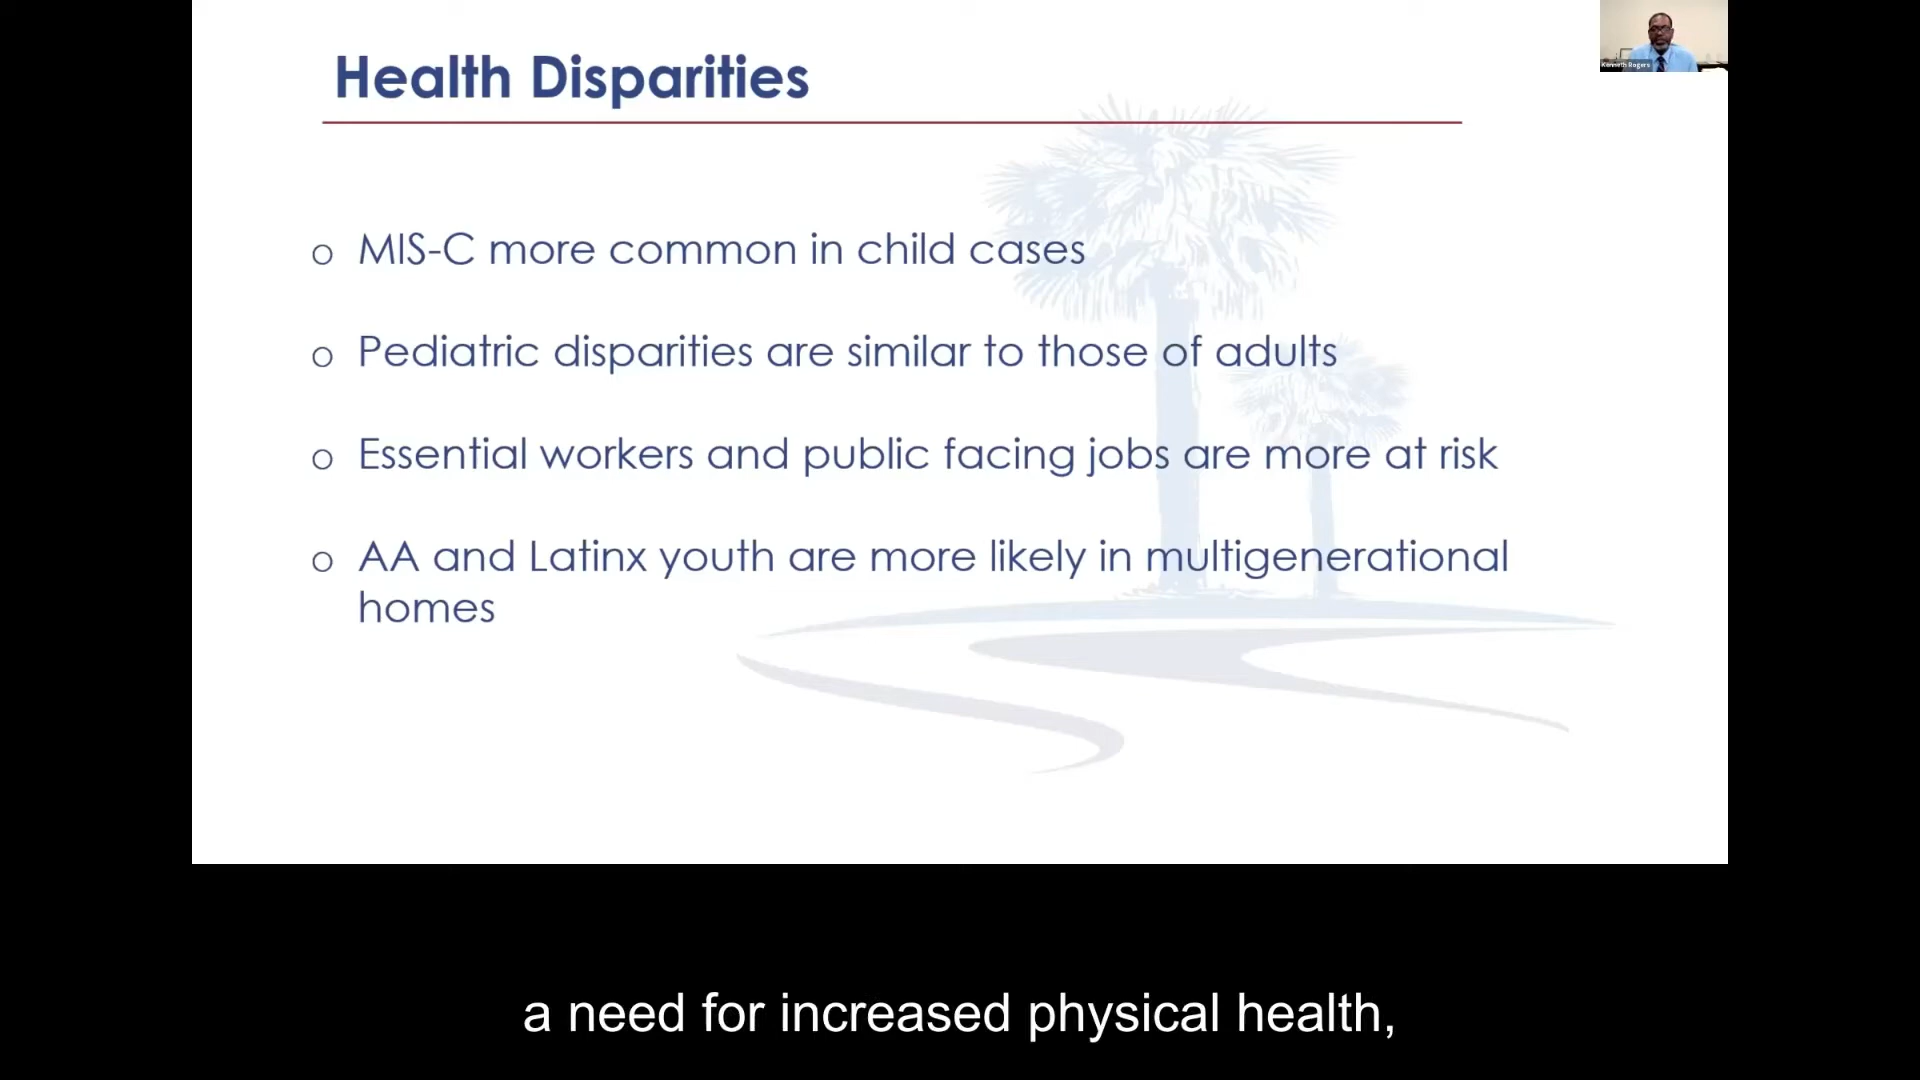 Health Disparities
Kenneth Rogers
o MIS-C more common in child cases
o Pediatric disparities are similar to those of adults
o Essential workers and public facing jobs are more at risk
o AA and Latinx youth are more likely in multigenerational
homes
a need for increased physical health,